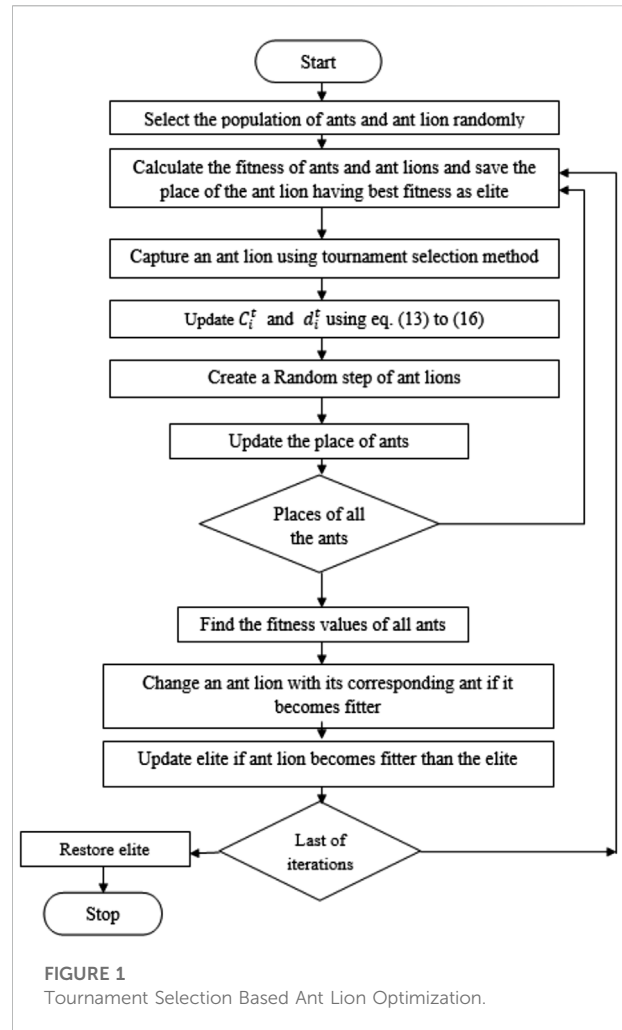 Start
Select the population of ants and ant lion randomly
Calculate the fitness of ants and ant lions and save the
place of the ant lion having best fitness as elite
Capture an ant lion using tournament selection method
Update C_i^t and d_i^t using eq. (13) to (16)
Create a Random step of ant lions
Update the place of ants
Places of all
the ants
Find the fitness values of all ants
Change an ant lion with its corresponding ant if it
becomes fitter
Update elite if ant lion becomes fitter than the elite
Last of
iterations
Restore elite
Stop
FIGURE 1
Tournament Selection Based Ant Lion Optimization.